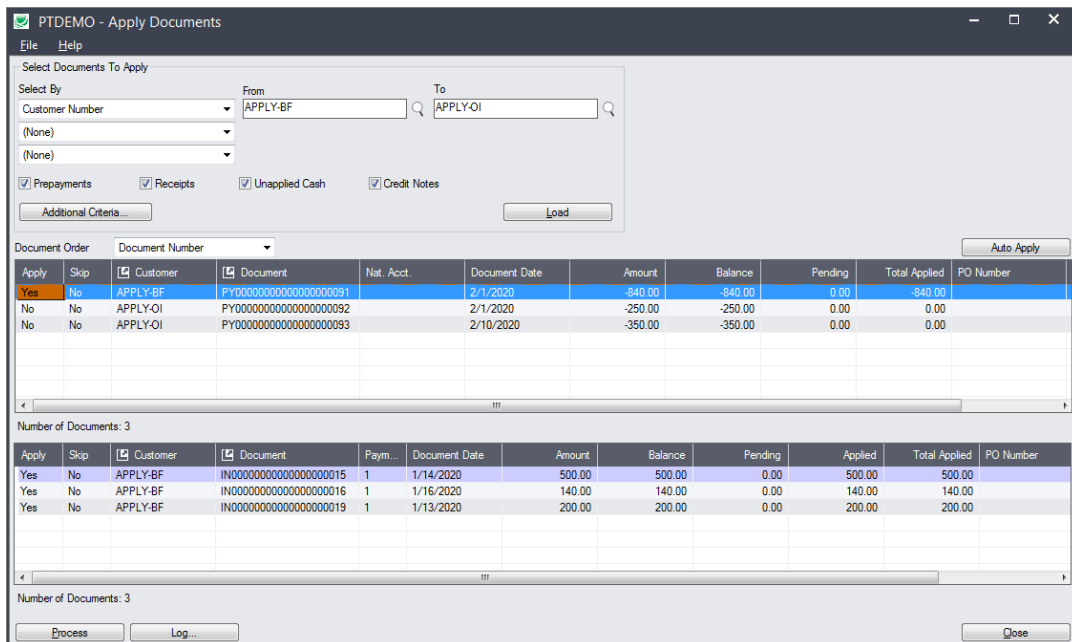 PTDEMO - Apply Documents
File Help
Select Documents To Apply
Select By From To
Customer Number APPLY-BF APPLY-OI
(None)
(None)
Prepayments Receipts Unapplied Cash Credit Notes
Additional Criteria... Load
Document Order Document Number Auto Apply
Apply Skip Customer Document Nat. Acct. Document Date Amount Balance Pending Total Applied PO Number
Yes No APPLY-BF PY00000000000000000091 2/1/2020 -840.00 -840.00 0.00 -840.00
No No APPLY-OI PY00000000000000000092 2/1/2020 -250.00 -250.00 0.00 0.00
No No APPLY-OI PY00000000000000000093 2/10/2020 -350.00 -350.00 0.00 0.00
Number of Documents: 3
Apply Skip Customer Document Paym... Document Date Amount Balance Pending Applied Total Applied PO Number
Yes No APPLY-BF IN00000000000000000015 1 1/14/2020 500.00 500.00 0.00 500.00 500.00
Yes No APPLY-BF IN00000000000000000016 1 1/16/2020 140.00 140.00 0.00 140.00 140.00
Yes No APPLY-BF IN00000000000000000019 1 1/13/2020 200.00 200.00 0.00 200.00 200.00
Number of Documents: 3
Process Log... Close